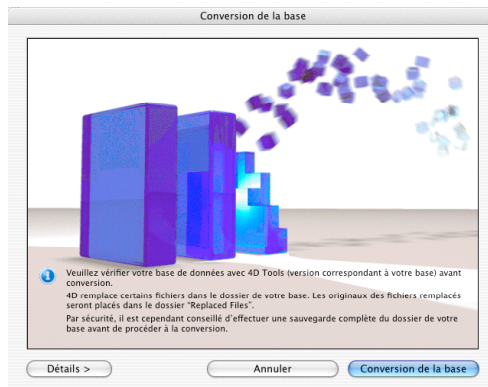 Conversion de la base
Veuillez vérifier votre base de données avec 4D Tools (version correspondant à votre base) avant
conversion.
4D remplace certains fichiers dans le dossier de votre base. Les originaux des fichiers remplacés
seront placés dans le dossier "Replaced Files".
Par sécurité, il est cependant conseillé d'effectuer une sauvegarde complète du dossier de votre
base avant de procéder à la conversion.
Détails >
Annuler
Conversion de la base